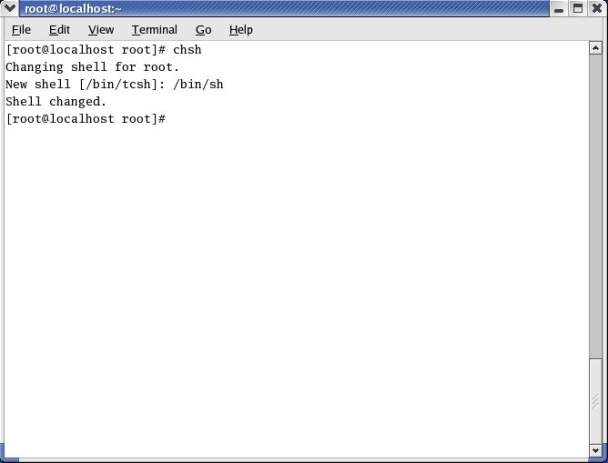 root@localhost:~
File Edit View Terminal Go Help
[root@localhost root]# chsh
Changing shell for root.
New shell [/bin/tcsh]: /bin/sh
Shell changed.
[root@localhost root]#